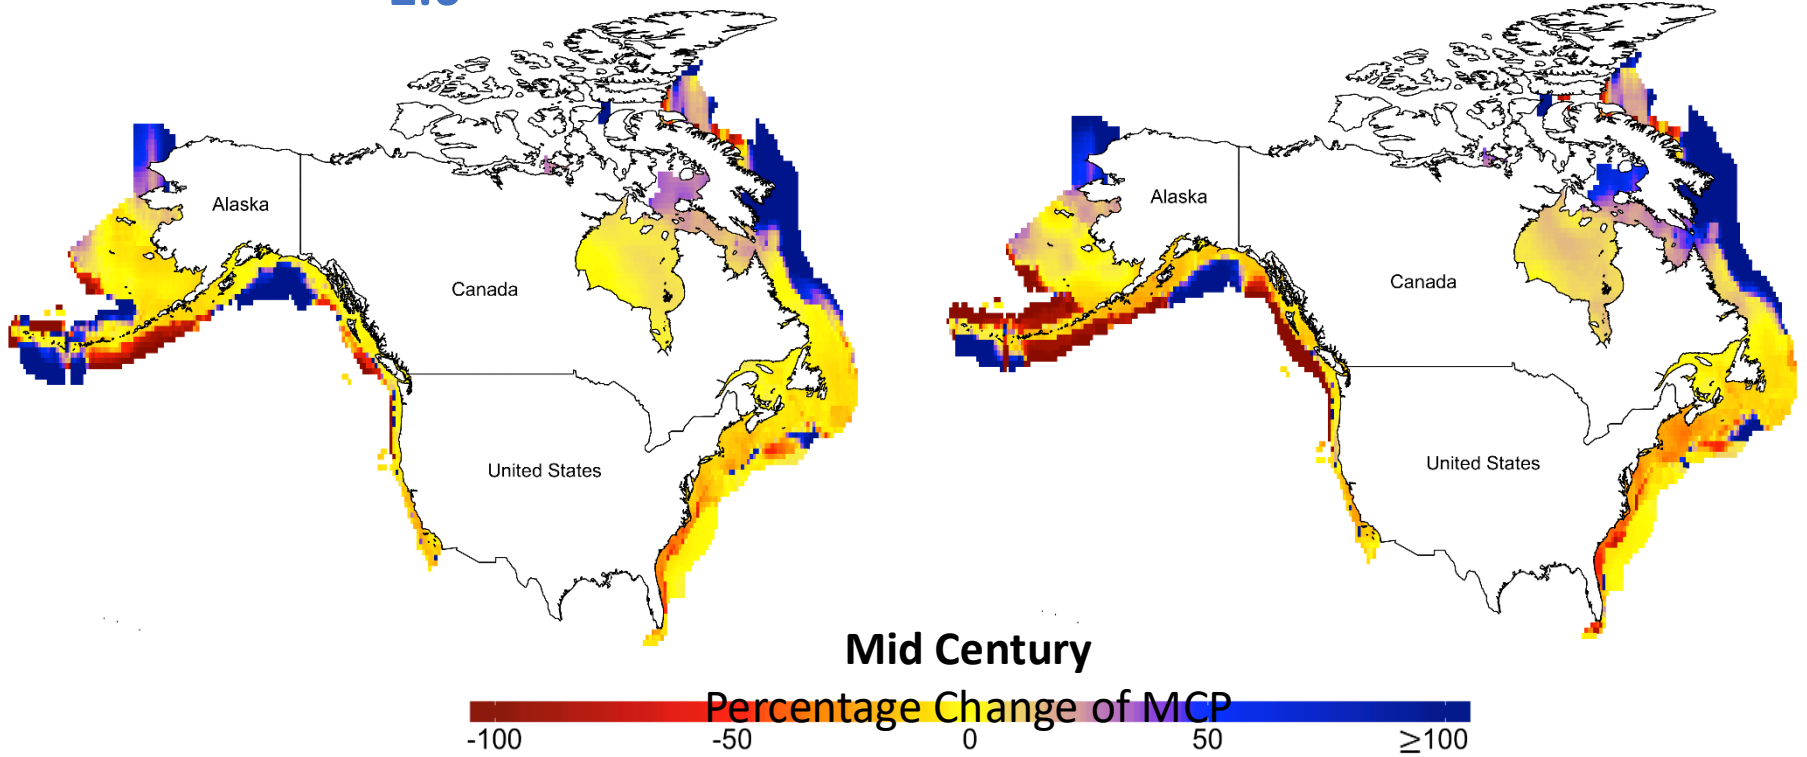 Alaska
Canada
United States
Alaska
Canada
United States
Mid Century
Percentage Change of MCP
-100 -50 0 50 ≥100